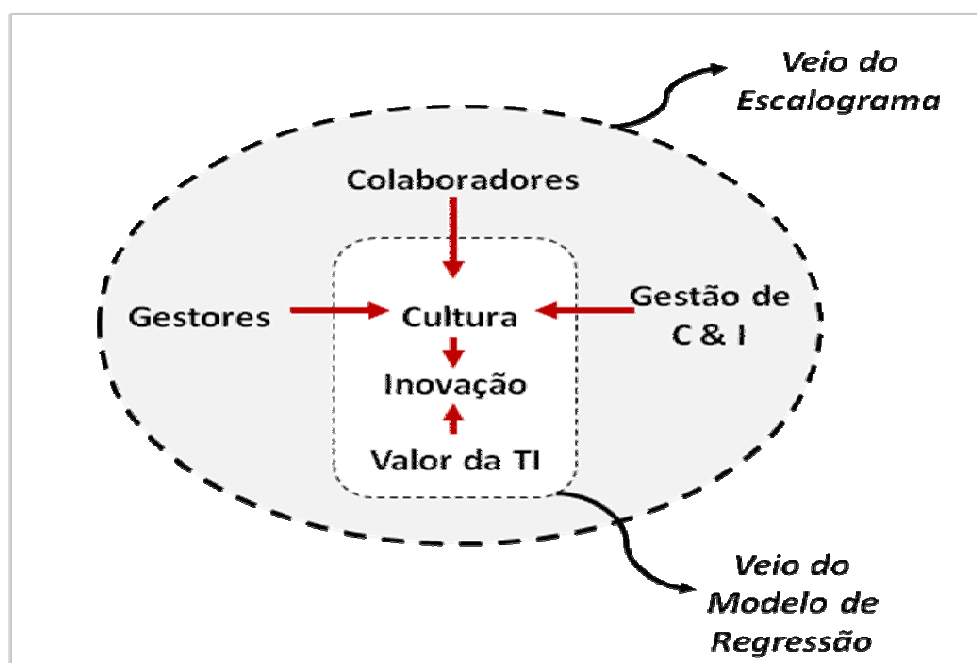 Veio do
Escalograma
Colaboradores
Gestores
Cultura
Gestão de
C & I
Inovação
Valor da TI
Veio do
Modelo de
Regressão